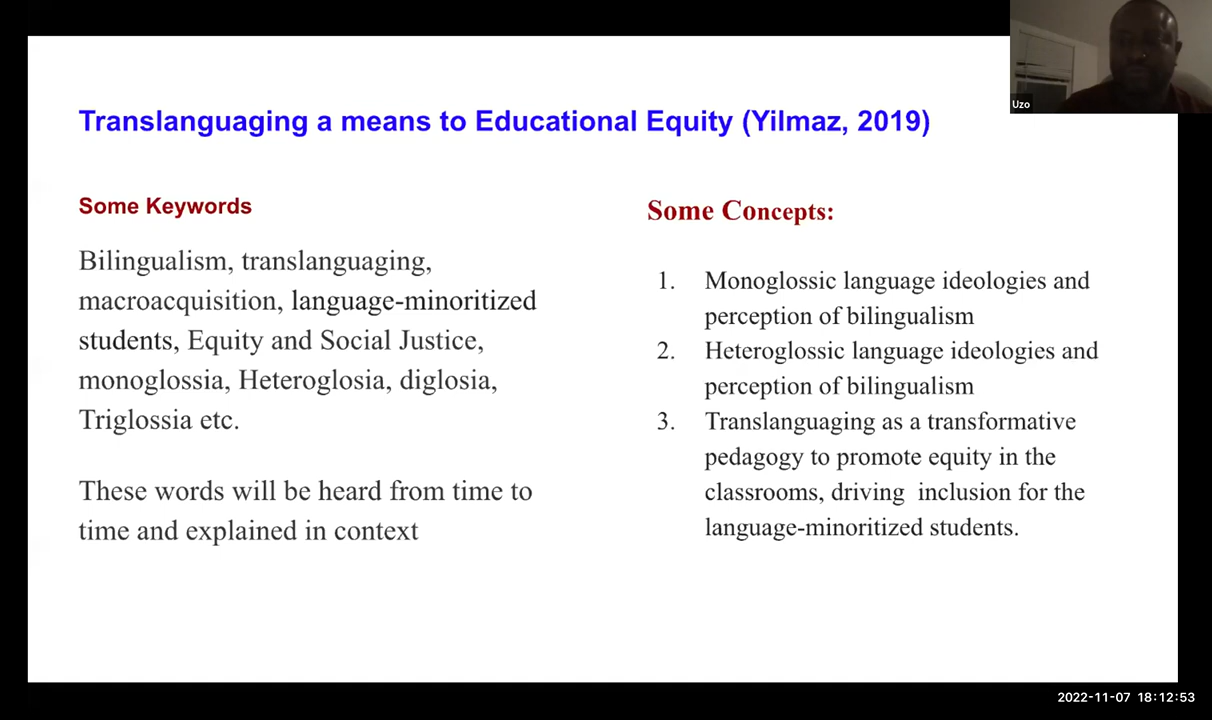 Uzo
Translanguaging a means to Educational Equity (Yilmaz, 2019)
Some Keywords
Bilingualism, translanguaging,
macroacquisition, language-minoritized
students, Equity and Social Justice,
monoglossia, Heteroglosia, diglosia,
Triglossia etc.
These words will be heard from time to
time and explained in context
Some Concepts:
1. Monoglossic language ideologies and
perception of bilingualism
2. Heteroglossic language ideologies and
perception of bilingualism
3. Translanguaging as a transformative
pedagogy to promote equity in the
classrooms, driving  inclusion for the
language-minoritized students.
2022-11-07 18:12:53